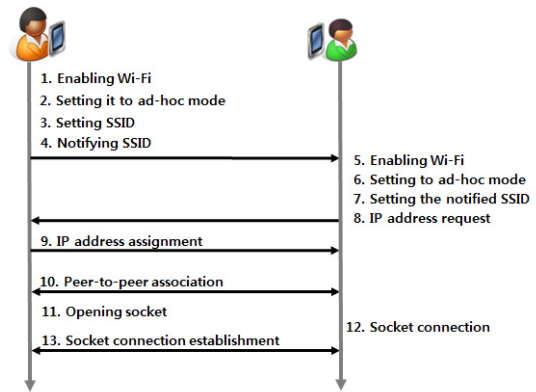 1. Enabling Wi-Fi
2. Setting it to ad-hoc mode
3. Setting SSID
4. Notifying SSID
5. Enabling Wi-Fi
6. Setting to ad-hoc mode
7. Setting the notified SSID
8. IP address request
9. IP address assignment
10. Peer-to-peer association
11. Opening socket
12. Socket connection
13. Socket connection establishment